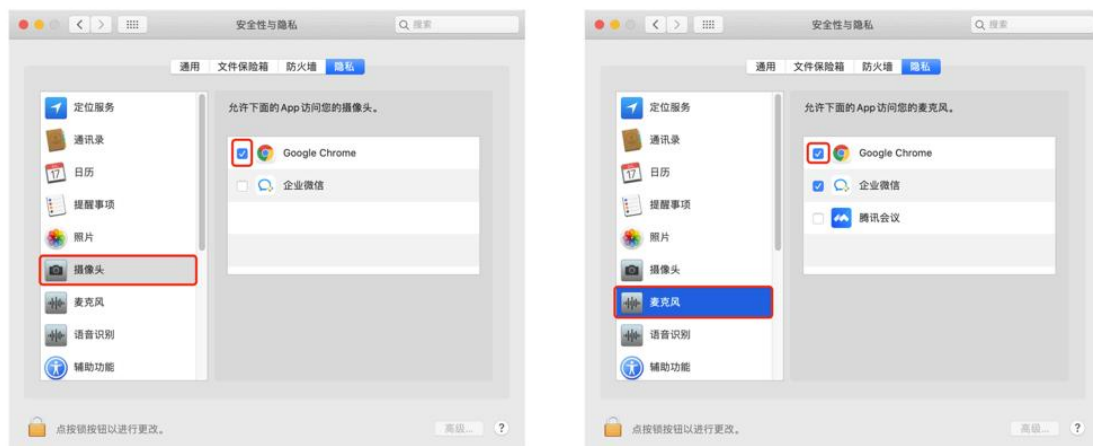 安全性与隐私
搜索
通用 文件保险箱 防火墙 隐私
定位服务
通讯录
日历
提醒事项
照片
摄像头
麦克风
语音识别
辅助功能
允许下面的 App 访问您的摄像头。
Google Chrome
企业微信
点按锁按钮以进行更改。
高级... ?
安全性与隐私
搜索
通用 文件保险箱 防火墙 隐私
定位服务
通讯录
17 日历
提醒事项
照片
摄像头
麦克风
语音识别
辅助功能
允许下面的 App 访问您的麦克风。
Google Chrome
企业微信
腾讯会议
点按锁按钮以进行更改。
高级... ?